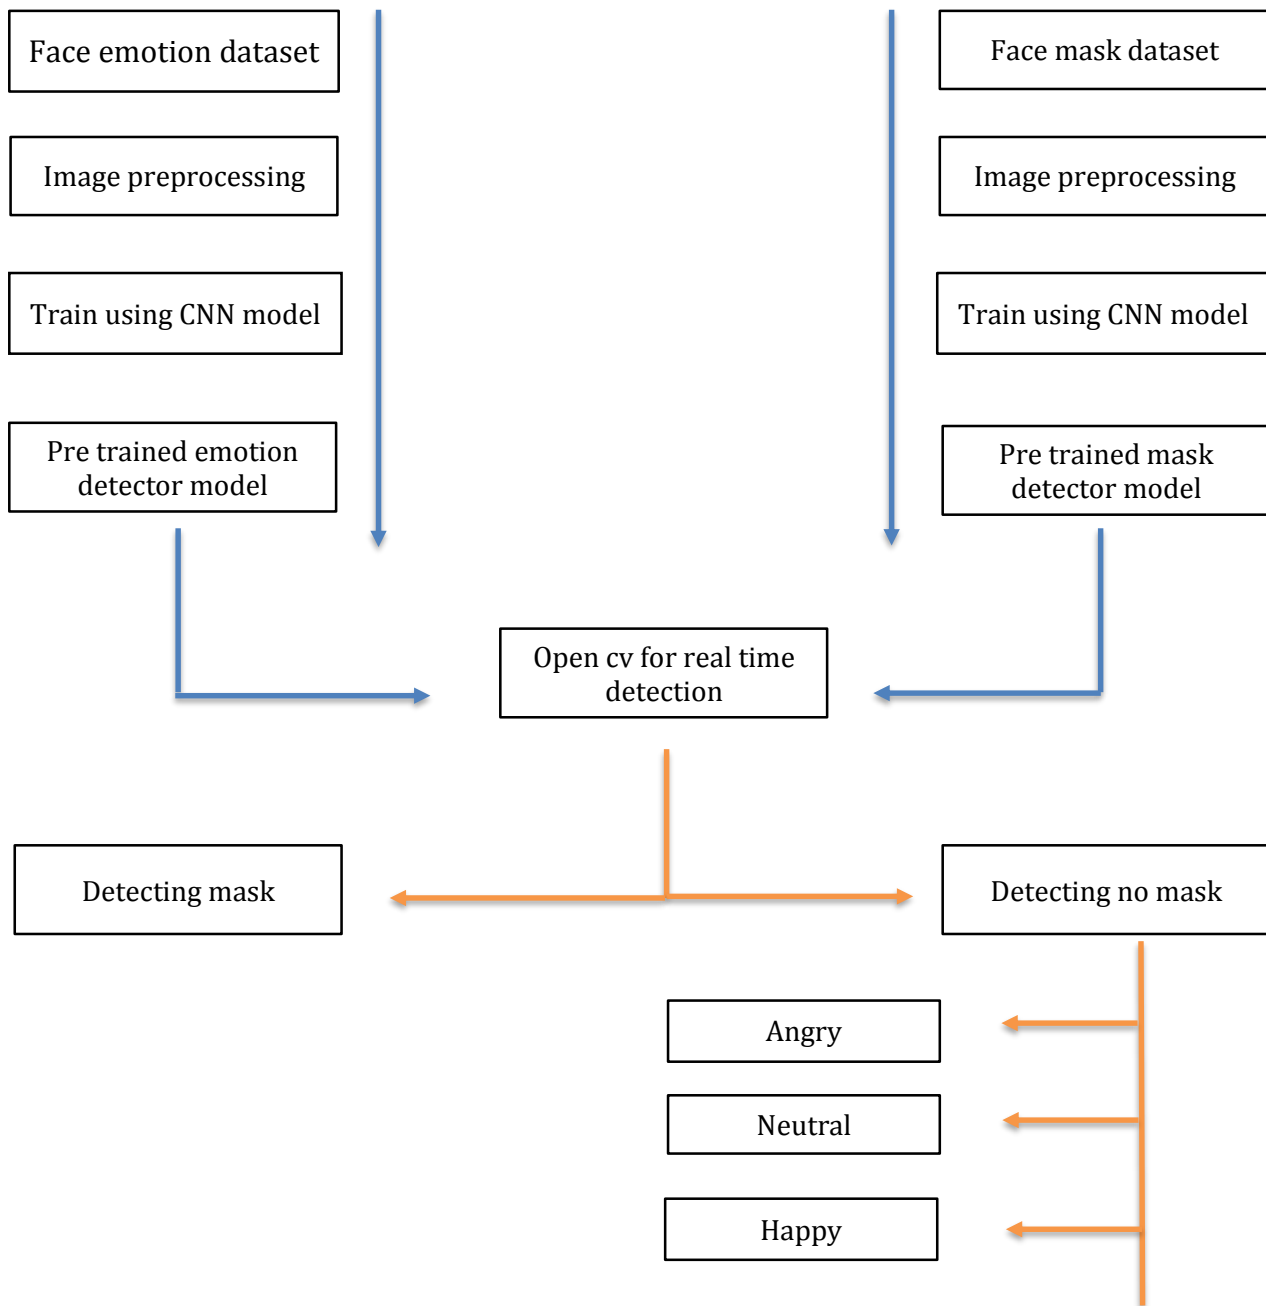 Face emotion dataset
Face mask dataset
Image preprocessing
Image preprocessing
Train using CNN model
Train using CNN model
Pre trained emotion
detector model
Pre trained mask
detector model
Open cv for real time
detection
Detecting mask
Detecting no mask
Angry
Neutral
Happy